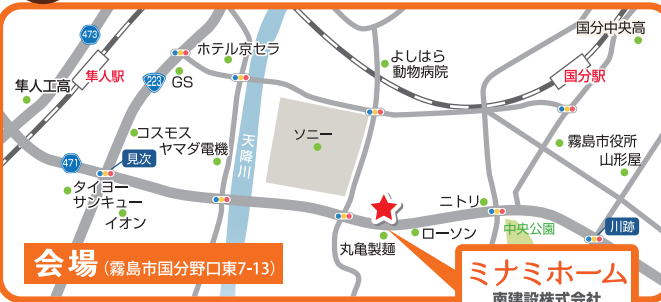 473
国分中央高
ホテル京セラ
よしはら
動物病院
隼人駅
223
GS
国分駅
隼人工高
コスモス
ヤマダ電機
ソニー
天降川
霧島市役所
山形屋
471
見次
タイヨー
サンキュー
イオン
ニトリ
丸亀製麺
ローソン
中央公園
川跡
会場(霧島市国分野口東7-13)
ミナミホーム
南建設株式会社